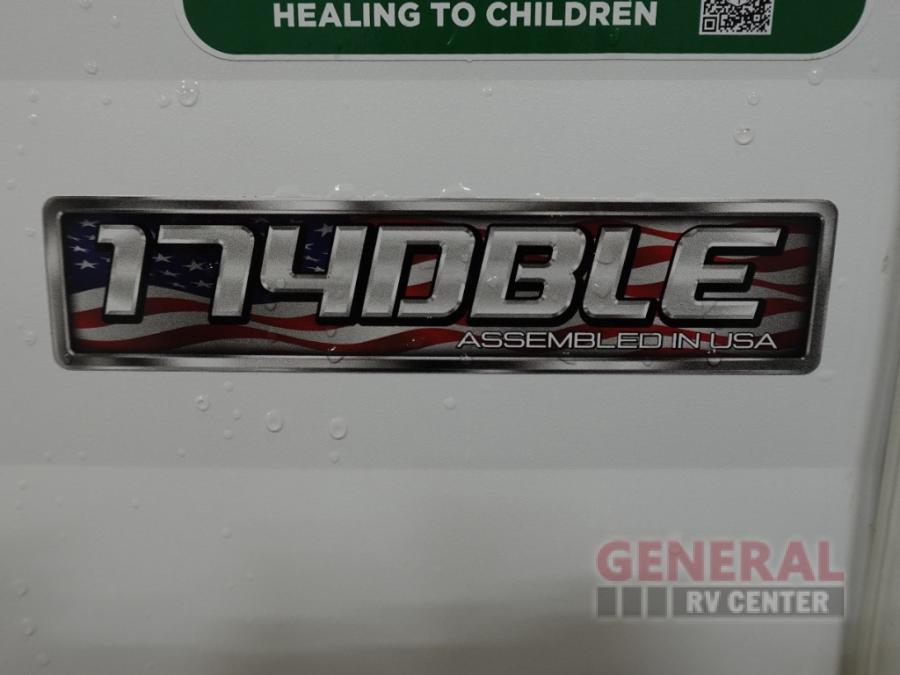 HEALING TO CHILDREN
174DBLE
ASSEMBLED IN USA
GENERAL
RV CENTER